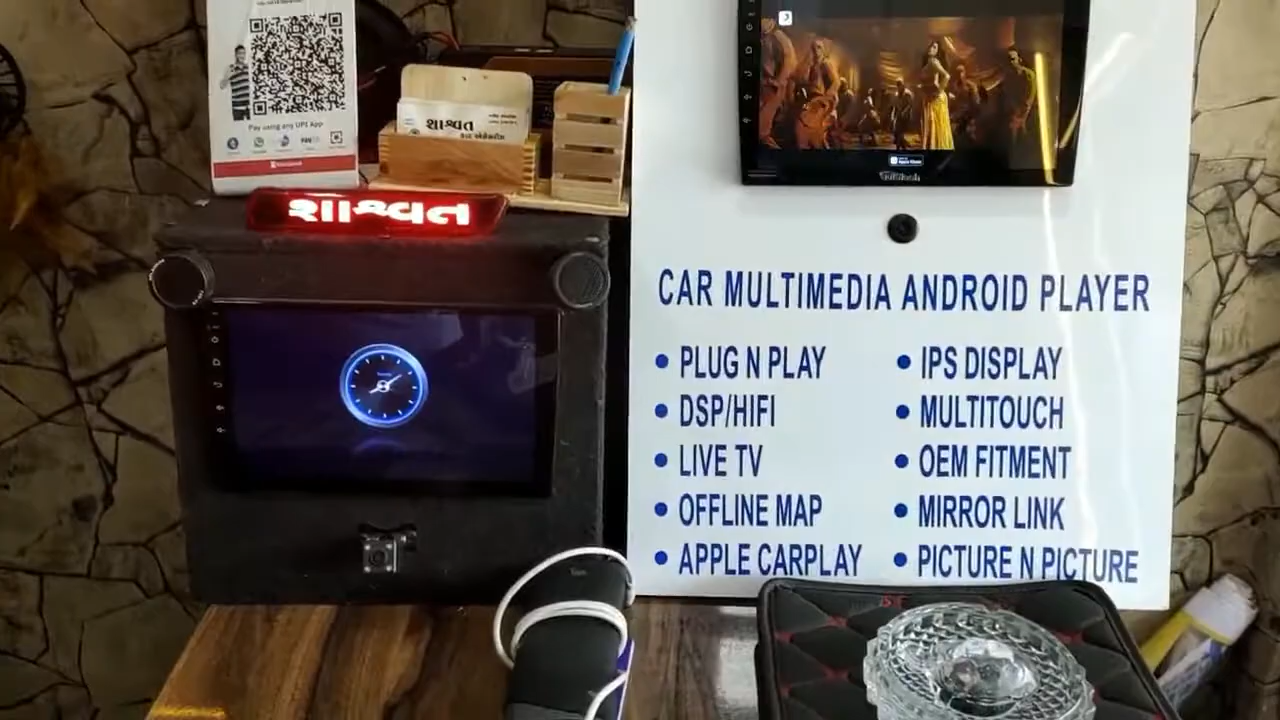 Pay using any UPI App
શાશ્વત
શાશ્વત
CAR MULTIMEDIA ANDROID PLAYER
• PLUG N PLAY
• DSP/HIFI
• LIVE TV
• OFFLINE MAP
• APPLE CARPLAY
• IPS DISPLAY
• MULTITOUCH
• OEM FITMENT
• MIRROR LINK
• PICTURE N PICTURE